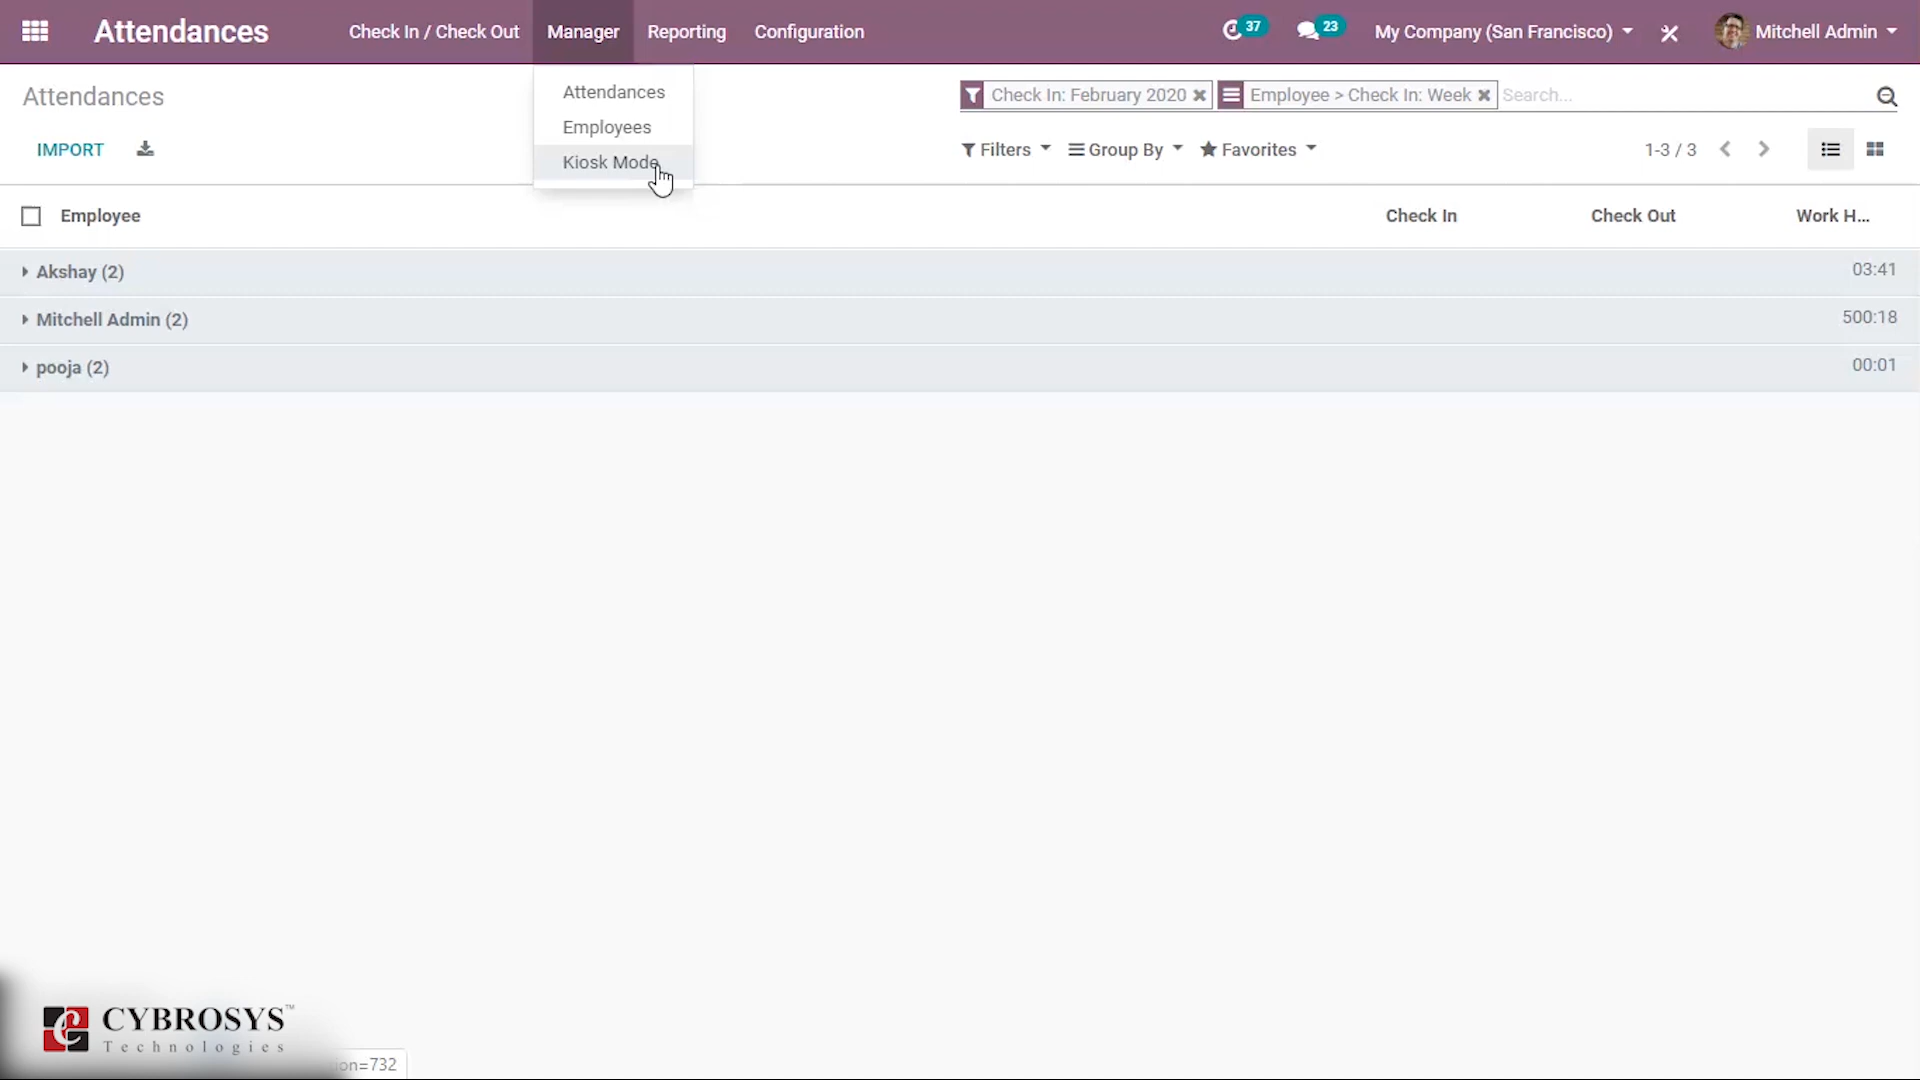 Attendances
Check In / Check Out
Manager
Reporting
Configuration
37
23
My Company (San Francisco)
Mitchell Admin
Attendances
Attendances
Employees
Kiosk Mode
Check In: February 2020
Employee > Check In: Week
Search...
IMPORT
Filters
Group By
Favorites
1-3 / 3
Employee
Check In
Check Out
Work H...
Akshay (2)
03:41
Mitchell Admin (2)
500:18
pooja (2)
00:01
CYBROSYS™
Technologies
ion=732